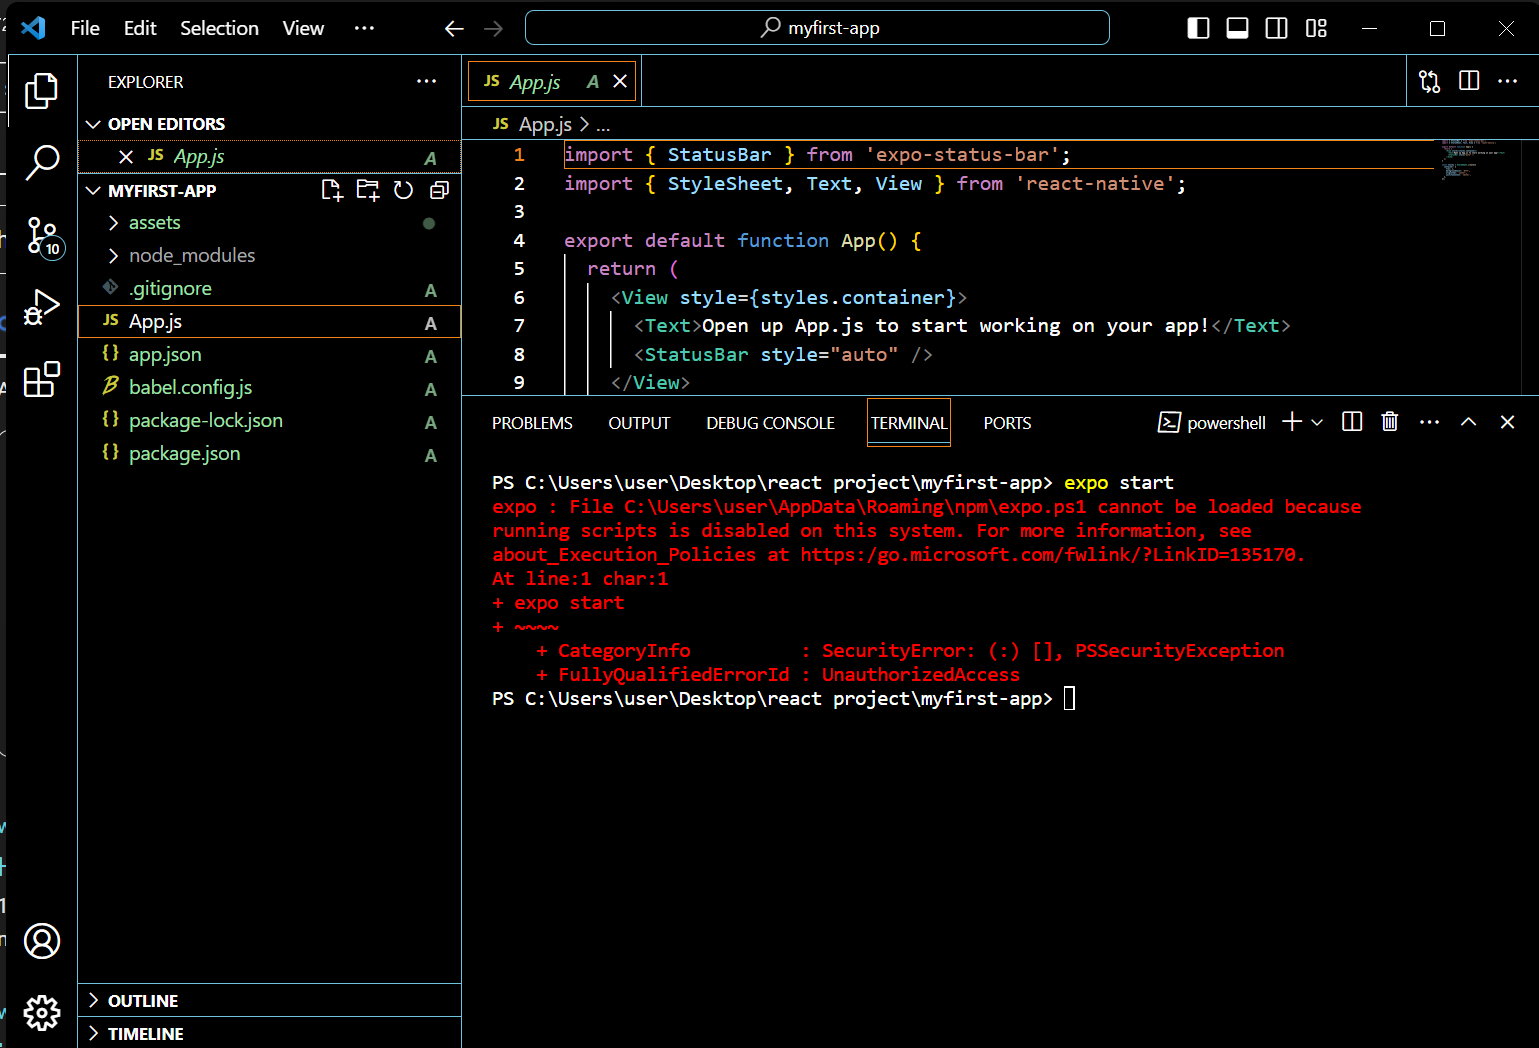 File Edit Selection View ···
myfirst-app
EXPLORER
OPEN EDITORS
JS App.js A
MYFIRST-APP
assets
node_modules
.gitignore A
JS App.js A
{} app.json A
babel.config.js A
{} package-lock.json A
{} package.json A
OUTLINE
TIMELINE
10
JS App.js A
JS App.js > ...
1 import { StatusBar } from 'expo-status-bar';
2 import { StyleSheet, Text, View } from 'react-native';
3
4 export default function App() {
5 return (
6 <View style={styles.container}>
7 <Text>Open up App.js to start working on your app!</Text>
8 <StatusBar style="auto" />
9 </View>
PROBLEMS OUTPUT DEBUG CONSOLE TERMINAL PORTS
powershell
PS C:\Users\user\Desktop\react project\myfirst-app> expo start
expo : File C:\Users\user\AppData\Roaming\npm\expo.ps1 cannot be loaded because
running scripts is disabled on this system. For more information, see
about_Execution_Policies at https:/go.microsoft.com/fwlink/?LinkID=135170.
At line:1 char:1
+ expo start
+ ~~~~
+ CategoryInfo : SecurityError: (:) [], PSSecurityException
+ FullyQualifiedErrorId : UnauthorizedAccess
PS C:\Users\user\Desktop\react project\myfirst-app>